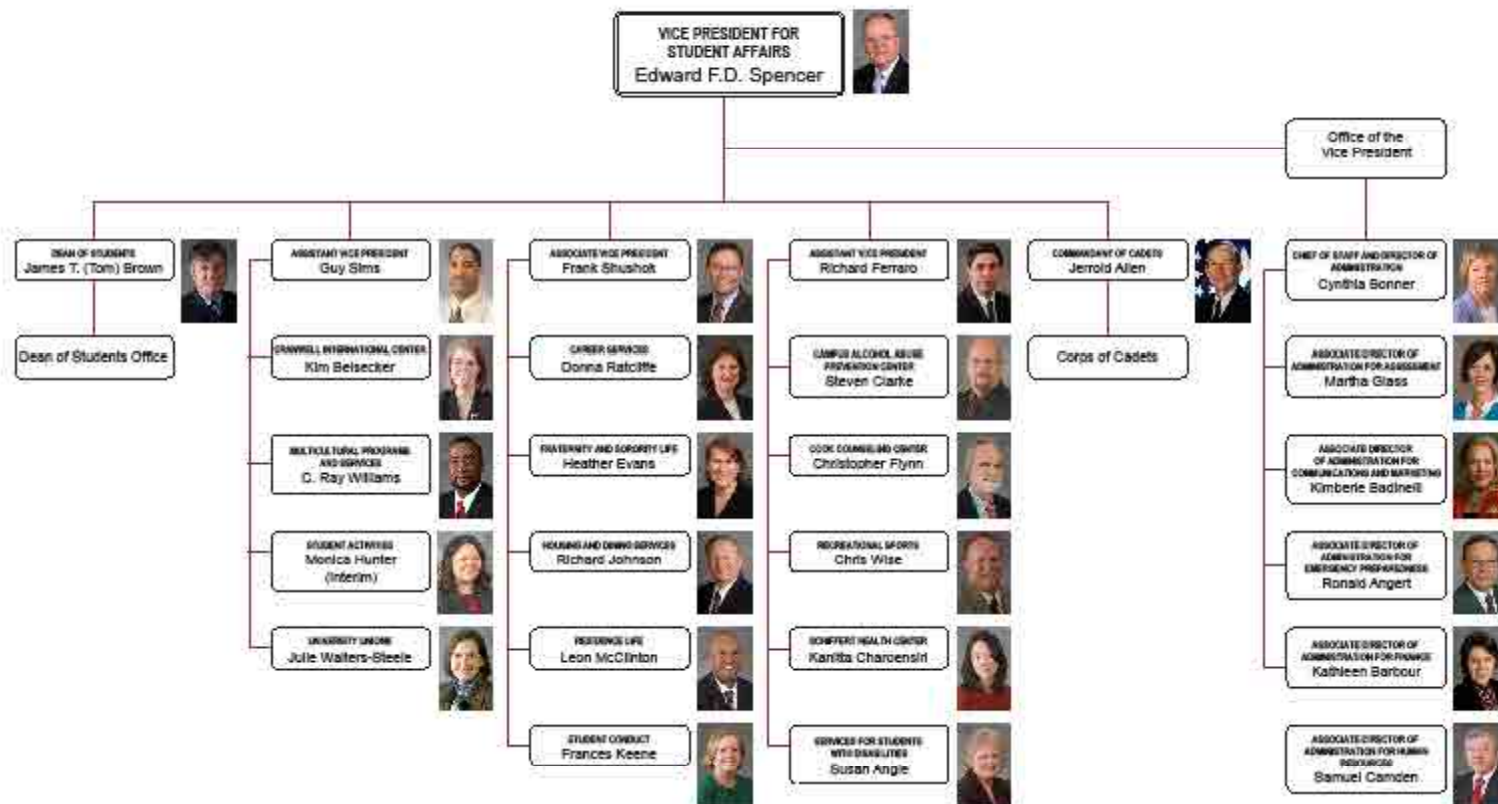 VICE PRESIDENT FOR
STUDENT AFFAIRS
Edward F.D. Spencer
Office of the
Vice President
DEAN OF STUDENTS
James T. (Tom) Brown
Dean of Students Office
ASSISTANT VICE PRESIDENT
Guy Sims
CRANWELL INTERNATIONAL CENTER
Kim Beisecker
MULTICULTURAL PROGRAMS
AND SERVICES
C. Ray Williams
STUDENT ACTIVITIES
Monica Hunter
(Interim)
UNIVERSITY UNIONS
Julie Walters-Steele
ASSOCIATE VICE PRESIDENT
Frank Shushok
CAREER SERVICES
Donna Ratcliffe
FRATERNITY AND SORORITY LIFE
Heather Evans
HOUSING AND DINING SERVICES
Richard Johnson
RESIDENCE LIFE
Leon McClinton
STUDENT CONDUCT
Frances Keene
ASSISTANT VICE PRESIDENT
Richard Ferraro
CAMPUS ALCOHOL ABUSE
PREVENTION CENTER
Steven Clarke
COOK COUNSELING CENTER
Christopher Flynn
RECREATIONAL SPORTS
Chris Wise
SCHIFFERT HEALTH CENTER
Kanitta Charoensiri
SERVICES FOR STUDENTS
WITH DISABILITIES
Susan Angle
COMMANDANT OF CADETS
Jerrold Allen
Corps of Cadets
CHIEF OF STAFF AND DIRECTOR OF
ADMINISTRATION
Cynthia Bonner
ASSOCIATE DIRECTOR OF
ADMINISTRATION FOR ASSESSMENT
Martha Glass
ASSOCIATE DIRECTOR
OF ADMINISTRATION FOR
COMMUNICATIONS AND MARKETING
Kimberle Badinelli
ASSOCIATE DIRECTOR OF
ADMINISTRATION FOR
EMERGENCY PREPAREDNESS
Ronald Angert
ASSOCIATE DIRECTOR OF
ADMINISTRATION FOR FINANCE
Kathleen Barbour
ASSOCIATE DIRECTOR OF
ADMINISTRATION FOR HUMAN
RESOURCES
Samuel Camden